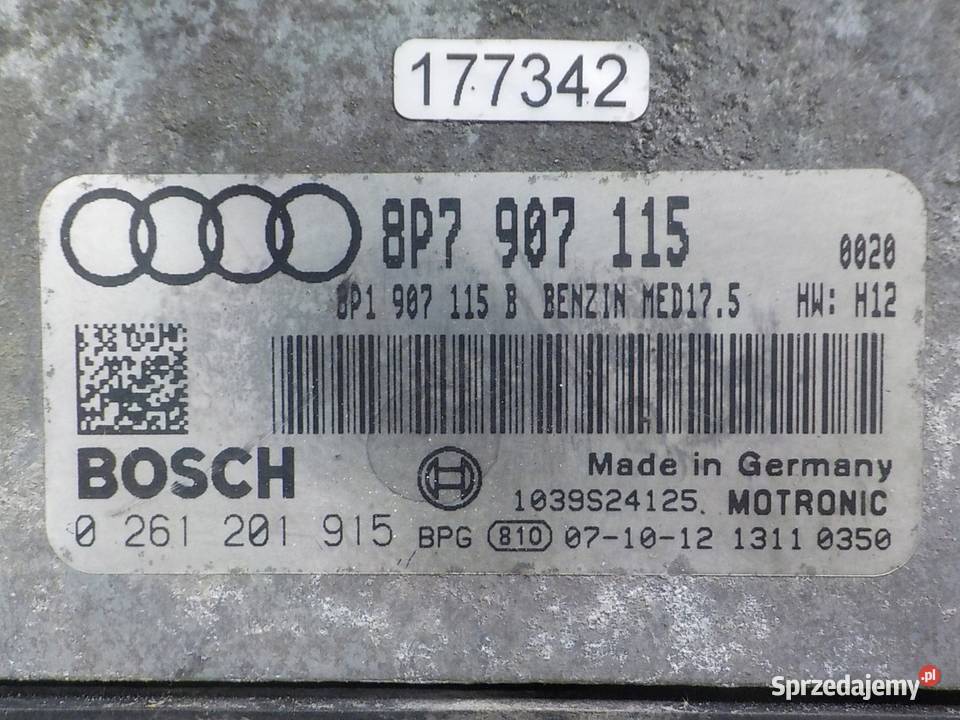 177342
8P7 907 115 0020
8P1 907 115 B BENZIN MED17.5 HW: H12
BOSCH
Made in Germany
1039S24125. MOTRONIC
0 261 201 915 BPG 810 07-10-12 1311 0350
Sprzedajemy.pl